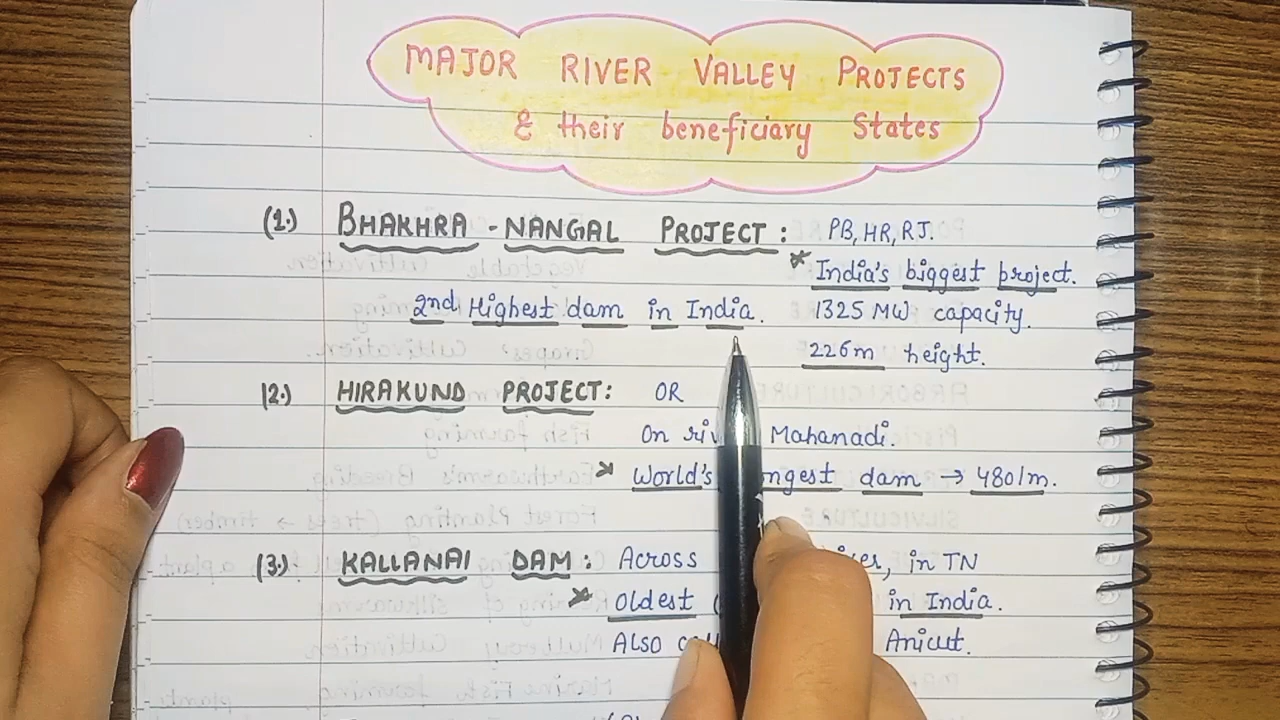 MAJOR RIVER VALLEY PROJECTS
& their beneficiary States
(1.) BHAKHRA - NANGAL PROJECT : PB, HR, RJ.
* India's biggest project.
2nd Highest dam in India. 1325 MW capacity.
226m height.
(2.) HIRAKUND PROJECT: OR
On Mahanadi.
* World's dam → 4801m.
(3.) KALLANAI DAM : Across in TN
* Oldest in India.
Also Anicut.